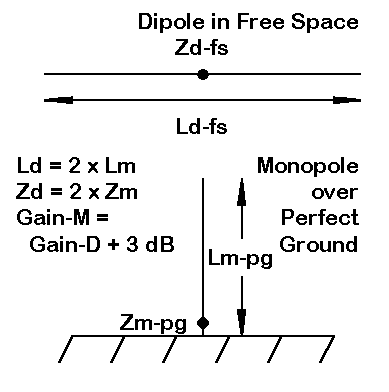 Dipole in Free Space
Zd-fs
Ld-fs
Ld = 2 x Lm
Zd = 2 x Zm
Gain-M =
Gain-D + 3 dB
Monopole
over
Perfect
Ground
Lm-pg
Zm-pg